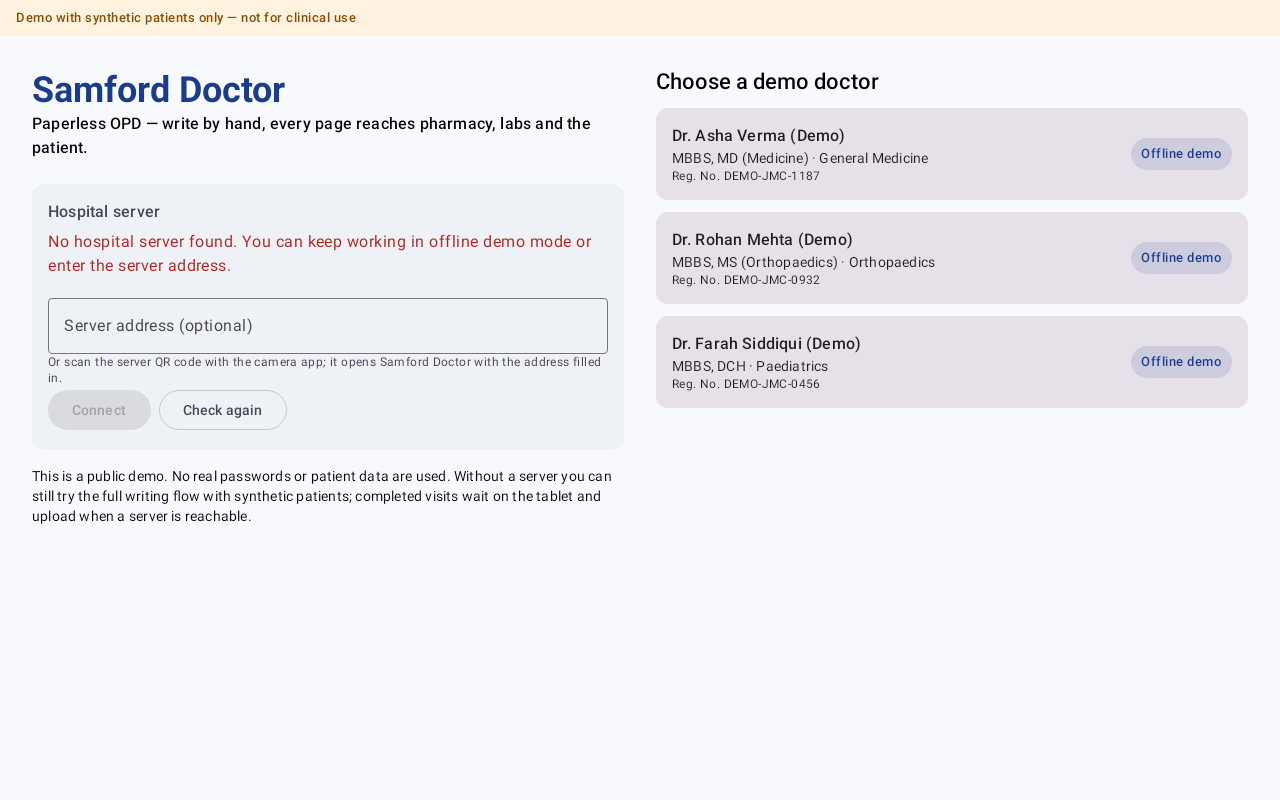 Demo with synthetic patients only — not for clinical use
Samford Doctor
Paperless OPD — write by hand, every page reaches pharmacy, labs and the
patient.
Hospital server
No hospital server found. You can keep working in offline demo mode or
enter the server address.
Server address (optional)
Or scan the server QR code with the camera app; it opens Samford Doctor with the address filled
in.
Connect
Check again
This is a public demo. No real passwords or patient data are used. Without a server you can
still try the full writing flow with synthetic patients; completed visits wait on the tablet and
upload when a server is reachable.
Choose a demo doctor
Dr. Asha Verma (Demo)
MBBS, MD (Medicine) · General Medicine
Reg. No. DEMO-JMC-1187
Offline demo
Dr. Rohan Mehta (Demo)
MBBS, MS (Orthopaedics) · Orthopaedics
Reg. No. DEMO-JMC-0932
Offline demo
Dr. Farah Siddiqui (Demo)
MBBS, DCH · Paediatrics
Reg. No. DEMO-JMC-0456
Offline demo